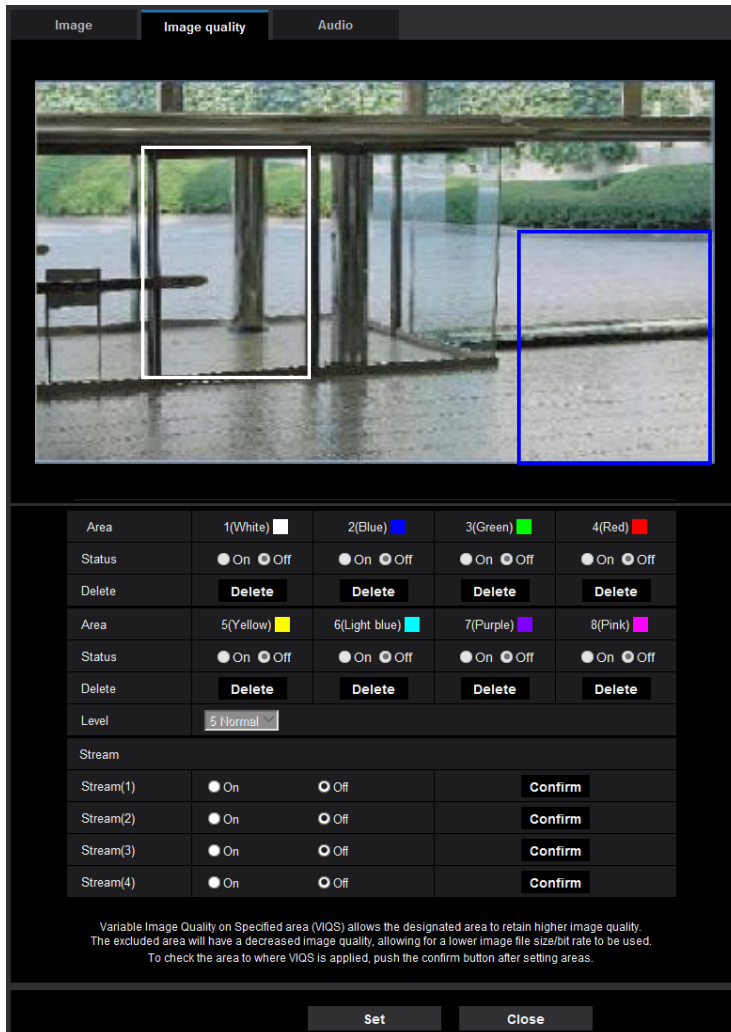 Image Image quality Audio
Area 1(White) 2(Blue) 3(Green) 4(Red)
Status On Off On Off On Off On Off
Delete Delete Delete Delete Delete
Area 5(Yellow) 6(Light blue) 7(Purple) 8(Pink)
Status On Off On Off On Off On Off
Delete Delete Delete Delete Delete
Level 5 Normal
Stream
Stream(1) On Off Confirm
Stream(2) On Off Confirm
Stream(3) On Off Confirm
Stream(4) On Off Confirm
Variable Image Quality on Specified area (VIQS) allows the designated area to retain higher image quality.
The excluded area will have a decreased image quality, allowing for a lower image file size/bit rate to be used.
To check the area to where VIQS is applied, push the confirm button after setting areas.
Set Close